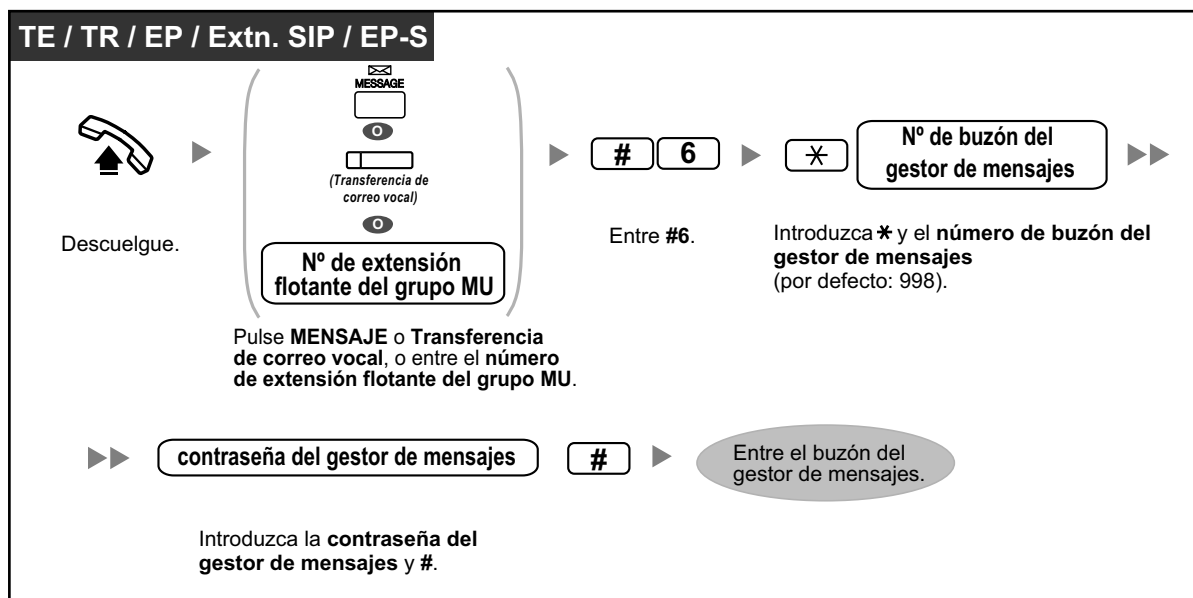 TE / TR / EP / Extn. SIP / EP-S
MESSAGE
O
(Transferencia de
correo vocal)
O
Nº de extensión
flotante del grupo MU
# 6
* Nº de buzón del
gestor de mensajes
Descuelgue.
Pulse MENSAJE o Transferencia
de correo vocal, o entre el número
de extensión flotante del grupo MU.
Entre #6.
Introduzca * y el número de buzón del
gestor de mensajes
(por defecto: 998).
contraseña del gestor de mensajes #
Entre el buzón del
gestor de mensajes.
Introduzca la contraseña del
gestor de mensajes y #.